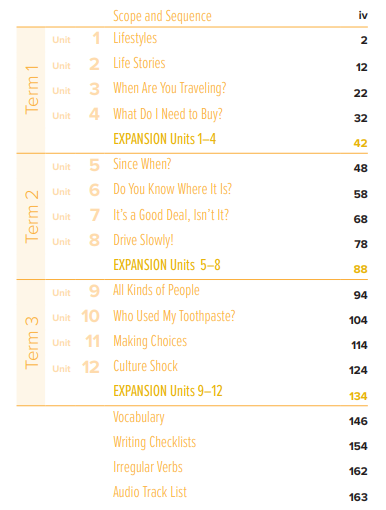 Scope and Sequence iv
Term 1
Unit 1 Lifestyles 2
Unit 2 Life Stories 12
Unit 3 When Are You Traveling? 22
Unit 4 What Do I Need to Buy? 32
EXPANSION Units 1–4 42
Term 2
Unit 5 Since When? 48
Unit 6 Do You Know Where It Is? 58
Unit 7 It's a Good Deal, Isn't It? 68
Unit 8 Drive Slowly! 78
EXPANSION Units 5–8 88
Term 3
Unit 9 All Kinds of People 94
Unit 10 Who Used My Toothpaste? 104
Unit 11 Making Choices 114
Unit 12 Culture Shock 124
EXPANSION Units 9–12 134
Vocabulary 146
Writing Checklists 154
Irregular Verbs 162
Audio Track List 163